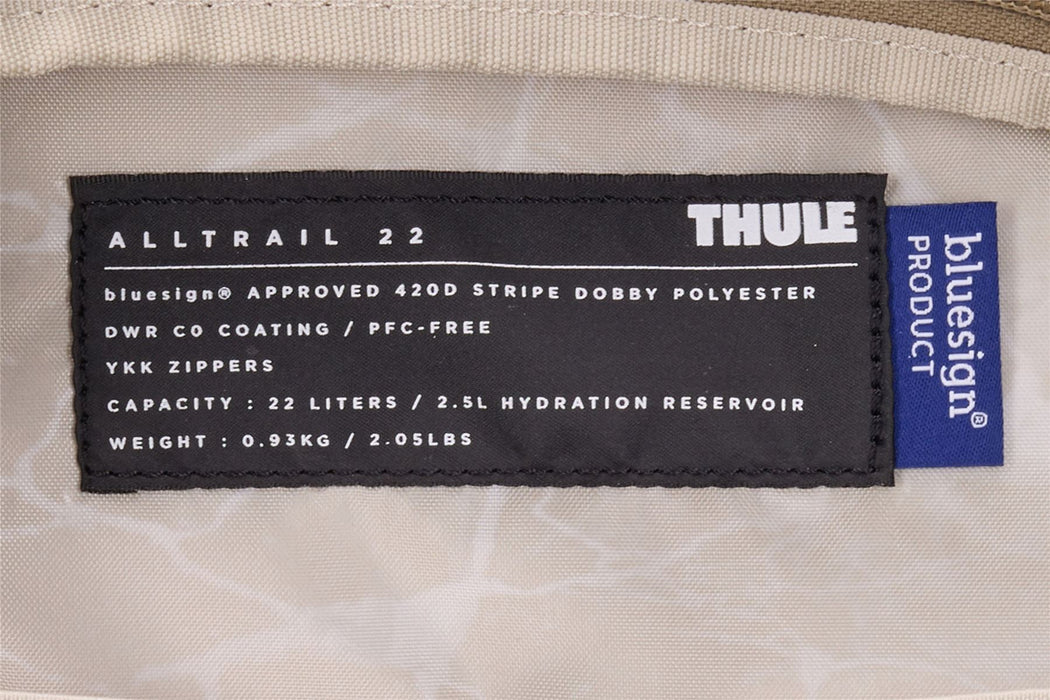 ALLTRAIL 22
THULE
bluesign® APPROVED 420D STRIPE DOBBY POLYESTER
DWR C0 COATING / PFC-FREE
YKK ZIPPERS
CAPACITY : 22 LITERS / 2.5L HYDRATION RESERVOIR
WEIGHT : 0.93KG / 2.05LBS
bluesign®
PRODUCT